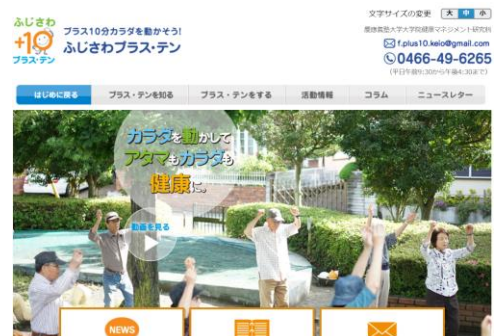 ふじさわ
+10
プラス・テン
プラス10分カラダを動かそう!
ふじさわプラス・テン
文字サイズの変更 大 中 小
慶應義塾大学大学院健康マネジメント研究科
f.plus10.keio@gmail.com
0466-49-6265
(平日午前9:30から午後4:30まで)
はじめに戻る プラス・テンを知る プラス・テンをする 活動情報 コラム ニュースレター
カラダを動かして
アタマもカラダも
健康に。
動画を見る
NEWS